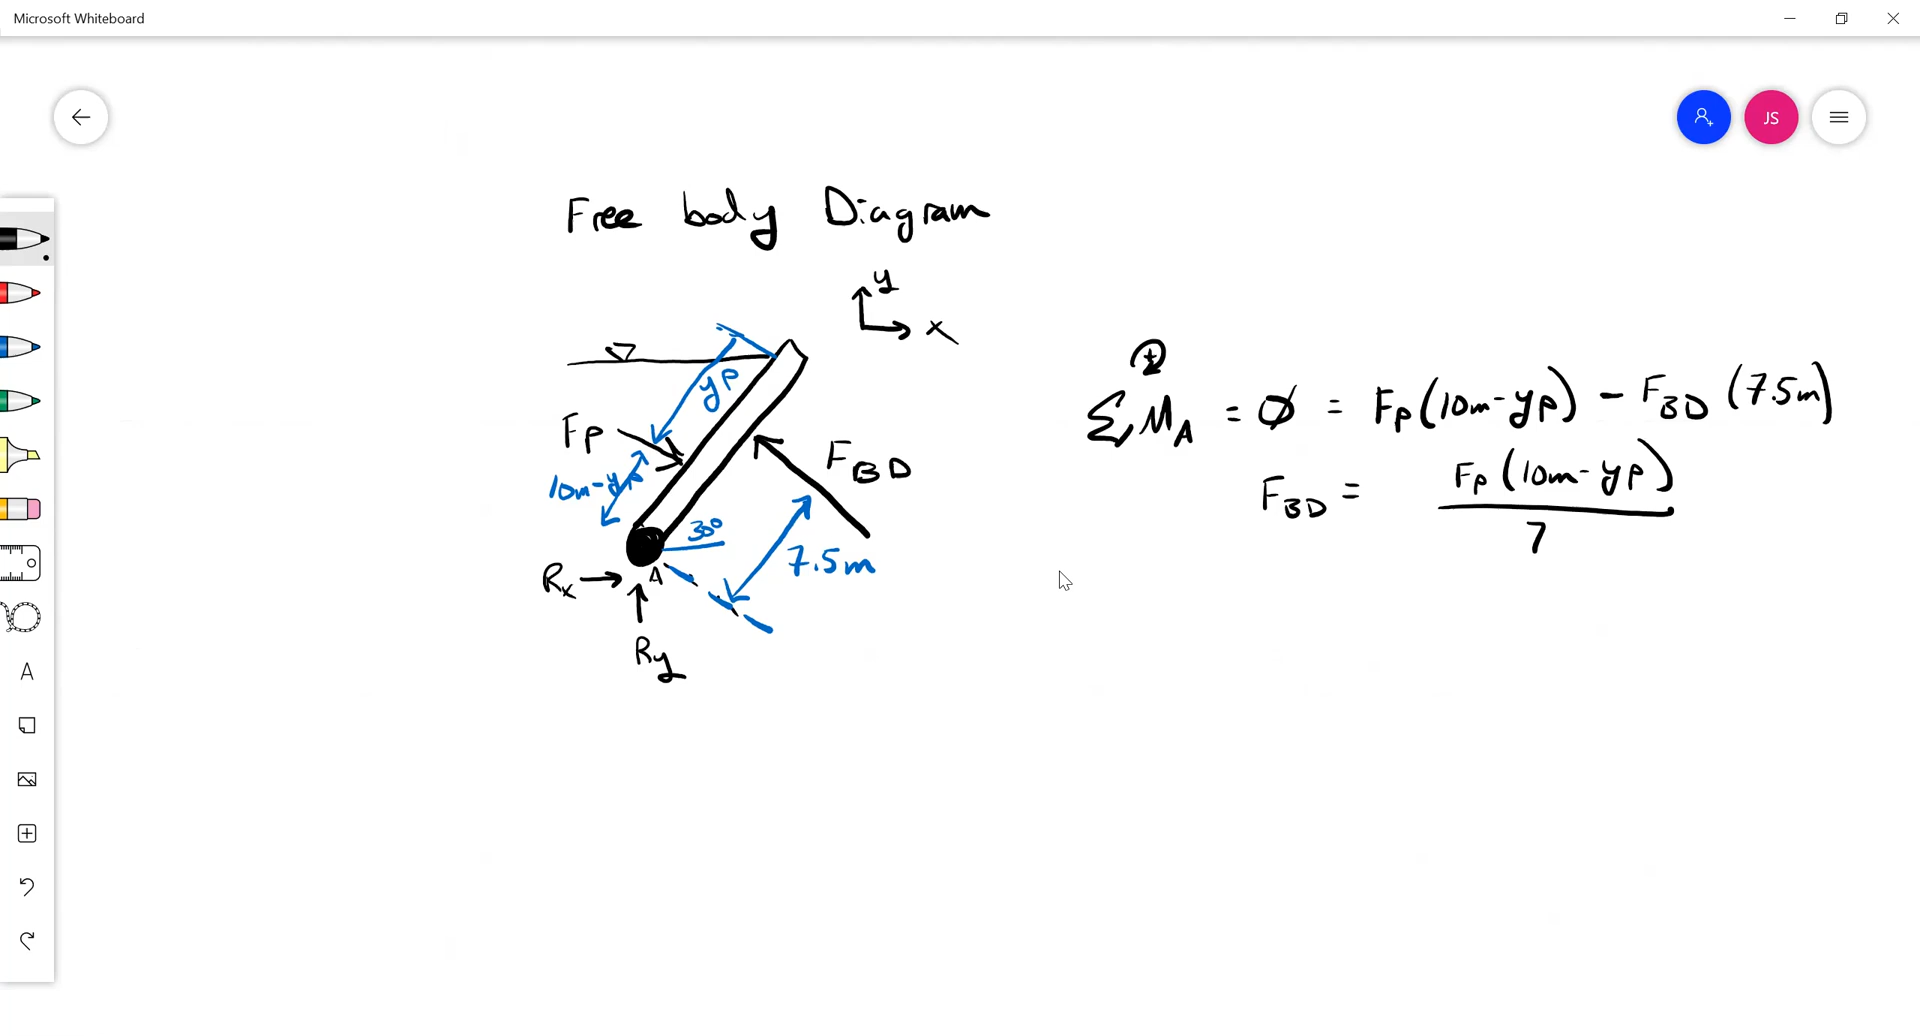 Microsoft Whiteboard
JS
Free body Diagram
y
x
yp
Fp
10m-yp
FBD
30°
7.5m
A
Rx
Ry
+
ΣMA = Ø = Fp(10m-yp) - FBD (7.5m)
FBD = Fp(10m-yp)
7
A